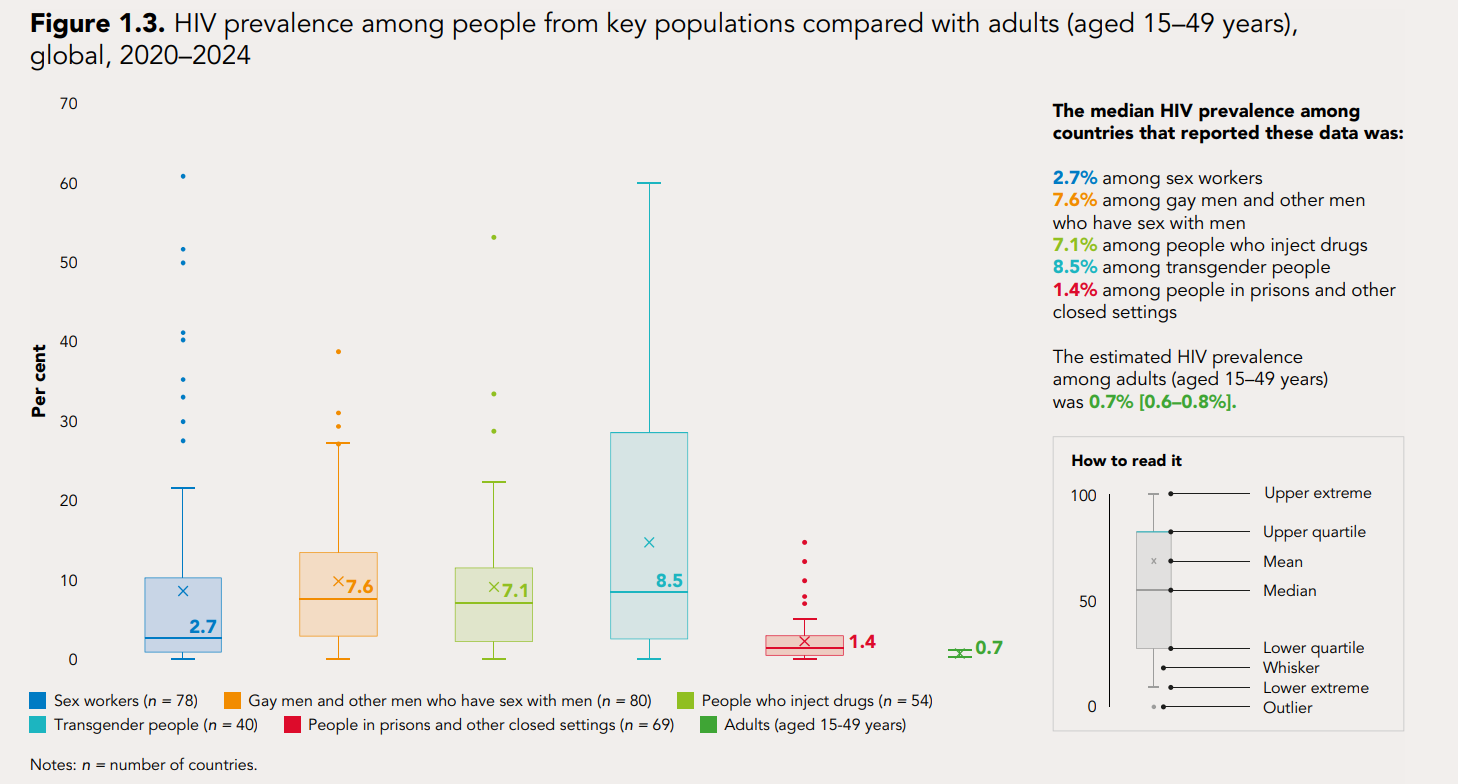 Figure 1.3. HIV prevalence among people from key populations compared with adults (aged 15–49 years),
global, 2020–2024
70
60
50
40
30
20
10
0
Per cent
2.7
7.6
7.1
8.5
1.4
0.7
Sex workers (n = 78)
Gay men and other men who have sex with men (n = 80)
People who inject drugs (n = 54)
Transgender people (n = 40)
People in prisons and other closed settings (n = 69)
Adults (aged 15-49 years)
Notes: n = number of countries.
The median HIV prevalence among
countries that reported these data was:
2.7% among sex workers
7.6% among gay men and other men
who have sex with men
7.1% among people who inject drugs
8.5% among transgender people
1.4% among people in prisons and other
closed settings
The estimated HIV prevalence
among adults (aged 15–49 years)
was 0.7% [0.6–0.8%].
How to read it
100
50
0
Upper extreme
Upper quartile
Mean
Median
Lower quartile
Whisker
Lower extreme
Outlier